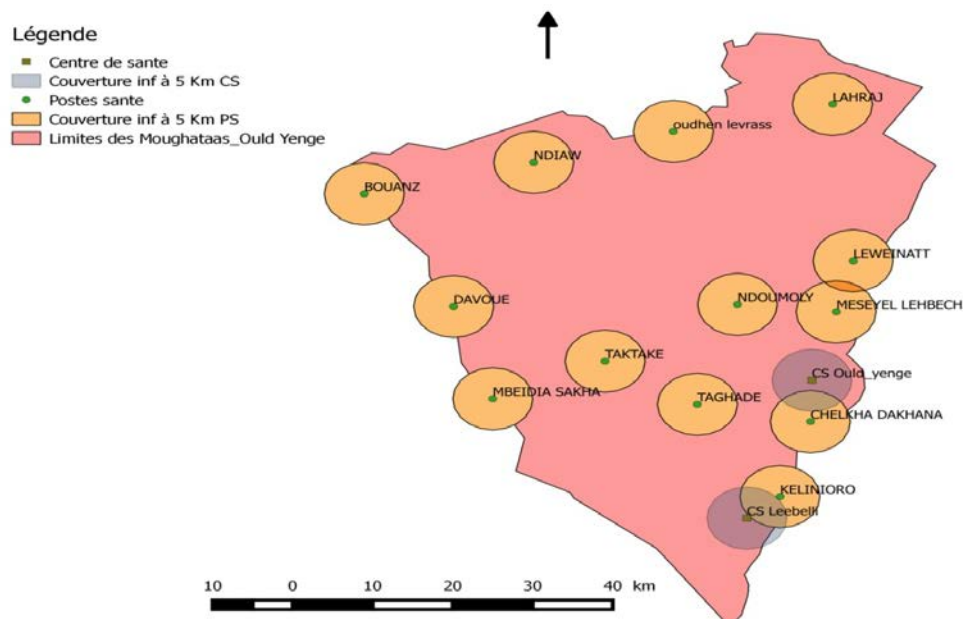 Légende
Centre de sante
Couverture inf à 5 Km CS
Postes sante
Couverture inf à 5 Km PS
Limites des Moughataas_Ould Yenge
LAHRAJ
oudhen levrass
NDIAW
BOUANZ
LEWEINATT
DAVOUE
NDOUMOLY
MESEYEL LEHBECH
TAKTAKE
CS Ould_yenge
MBEIDIA SAKHA
TAGHADE
CHELKHA DAKHANA
KELINIORO
CS Leebelli
10 0 10 20 30 40 km